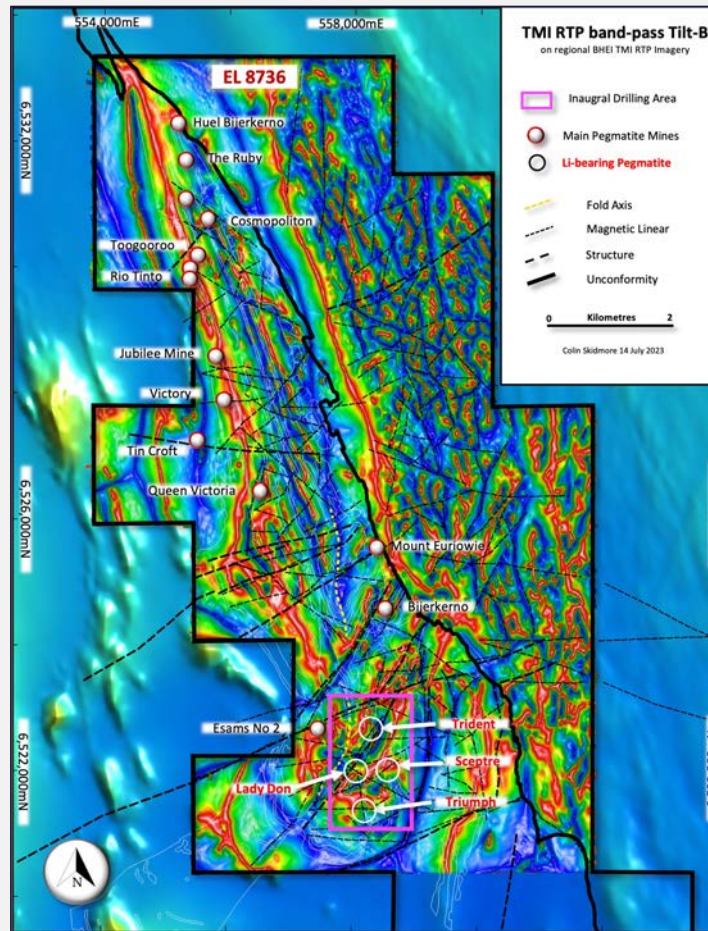 554,000mE
558,000mE
TMI RTP band-pass Tilt-B
on regional BHEI TMI RTP Imagery
EL 8736
Inaugral Drilling Area
6,532,000mN
Huel Bijerkerno
Main Pegmatite Mines
The Ruby
Li-bearing Pegmatite
Cosmopoliton
Fold Axis
Magnetic Linear
Toogooroo
Structure
Rio Tinto
Unconformity
0 Kilometres 2
Jubilee Mine
Colin Skidmore 14 July 2023
Victory
Tin Croft
6,526,000mN
Queen Victoria
Mount Euriowie
Bijerkerno
Esams No 2
Trident
6,522,000mN
Sceptre
Lady Don
Triumph
N